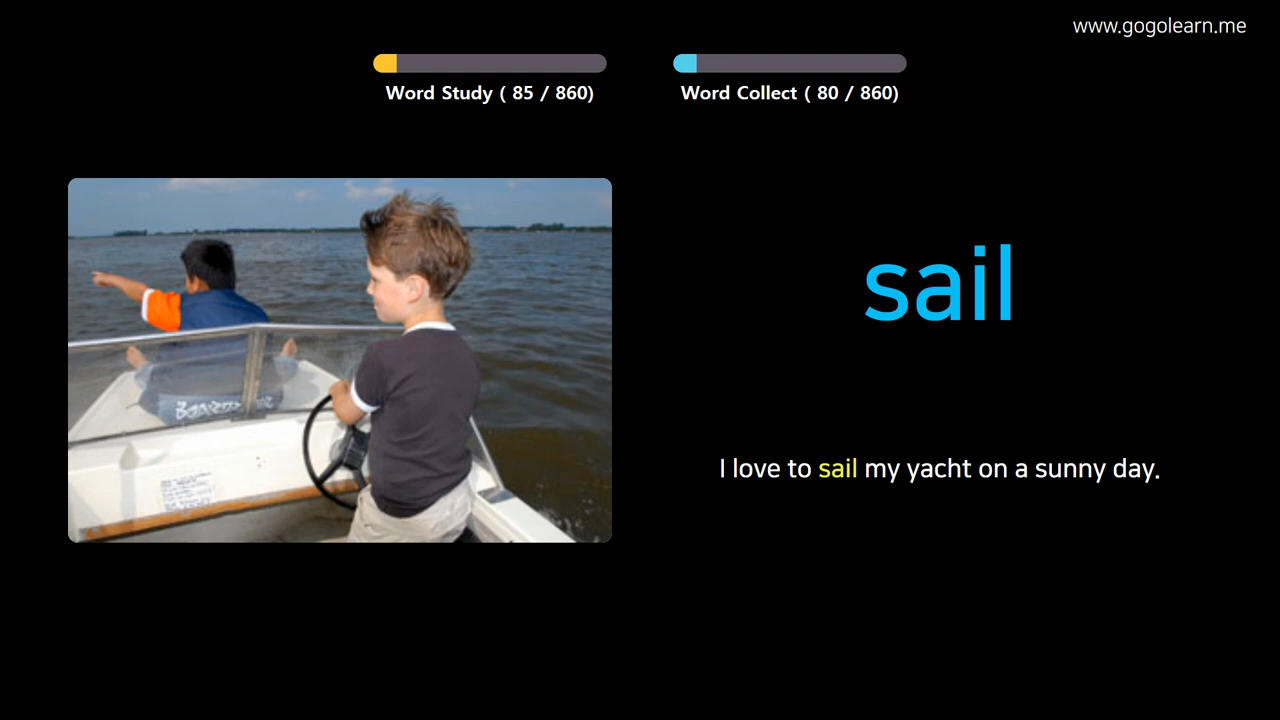 www.gogolearn.me
Word Study ( 85 / 860)
Word Collect ( 80 / 860)
sail
I love to sail my yacht on a sunny day.